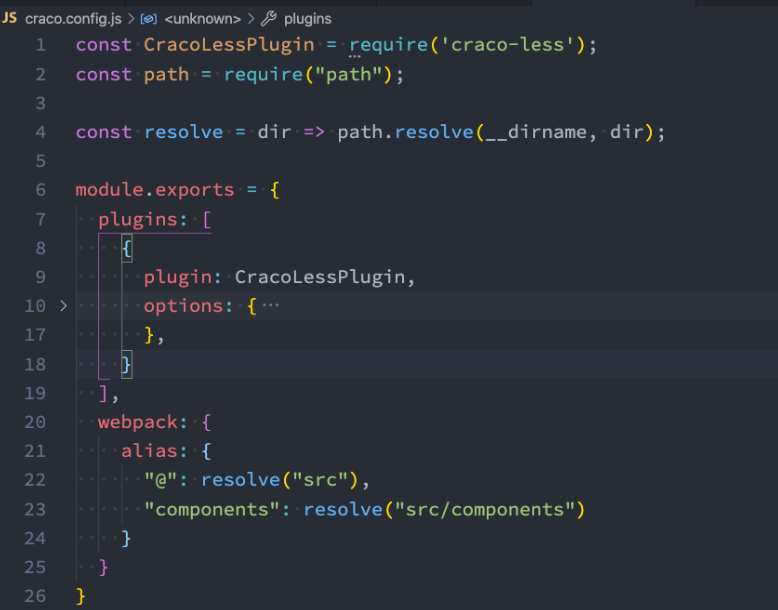 JS craco.config.js > <unknown> > plugins
1 const CracoLessPlugin = require('craco-less');
2 const path = require("path");
3
4 const resolve = dir => path.resolve(__dirname, dir);
5
6 module.exports = {
7   plugins: [
8     {
9       plugin: CracoLessPlugin,
10 >       options: {⋯
17       },
18     }
19   ],
20   webpack: {
21     alias: {
22       "@": resolve("src"),
23       "components": resolve("src/components")
24     }
25   }
26 }